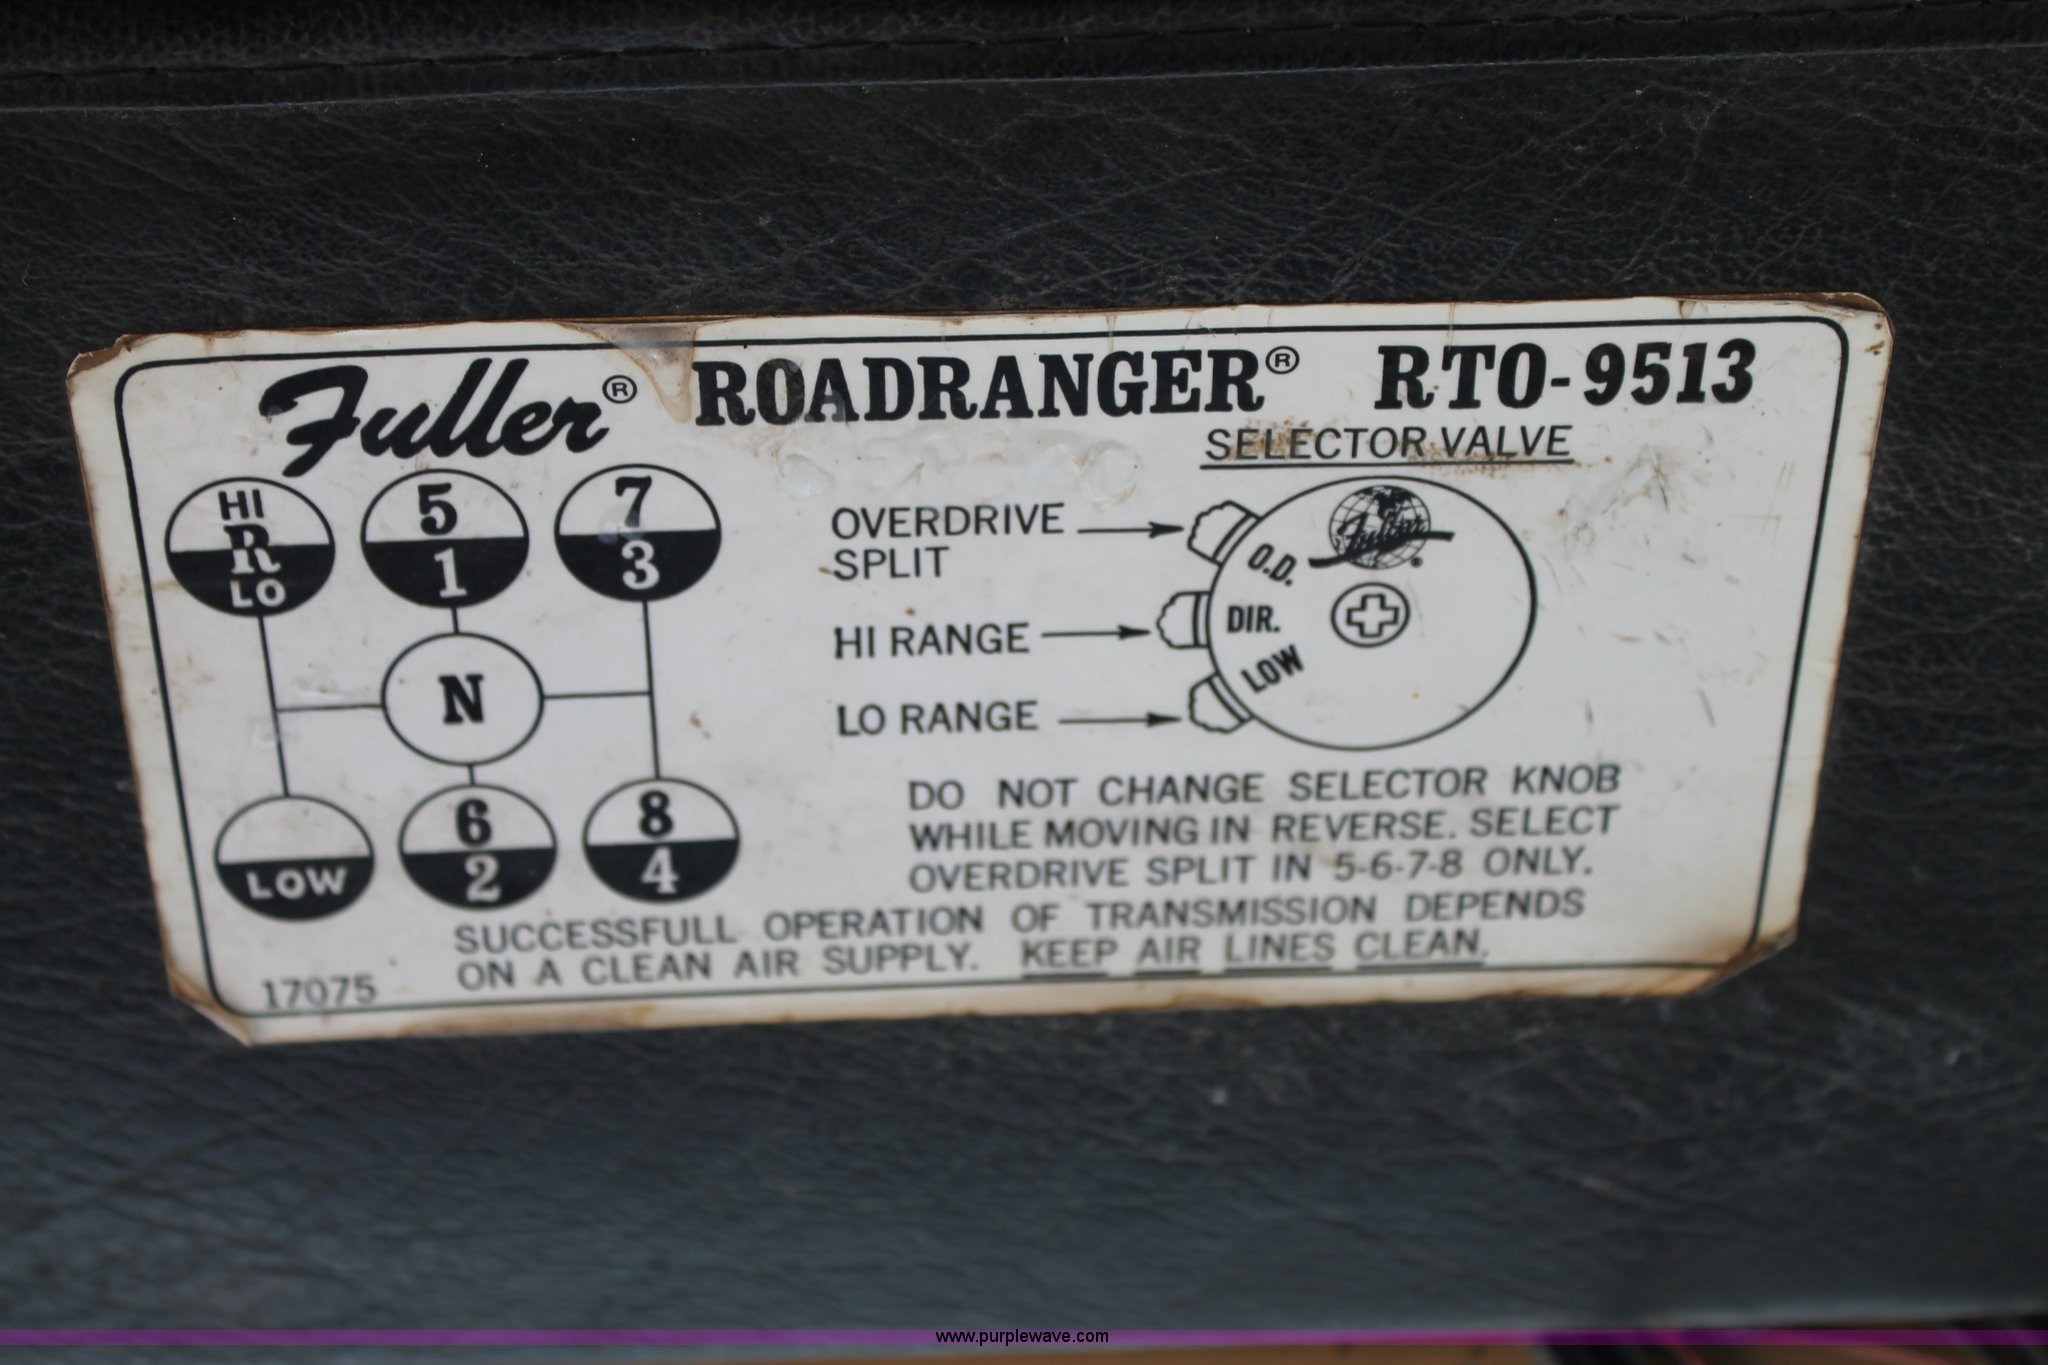 Fuller® ROADRANGER® RTO-9513
SELECTOR VALVE
HI
R
LO
5
1
7
3
N
LOW
6
2
8
4
OVERDRIVE
SPLIT
HI RANGE
LO RANGE
Fuller®
O.D.
DIR.
LOW
DO NOT CHANGE SELECTOR KNOB
WHILE MOVING IN REVERSE. SELECT
OVERDRIVE SPLIT IN 5-6-7-8 ONLY.
SUCCESSFULL OPERATION OF TRANSMISSION DEPENDS
ON A CLEAN AIR SUPPLY. KEEP AIR LINES CLEAN.
17075
www.purplewave.com